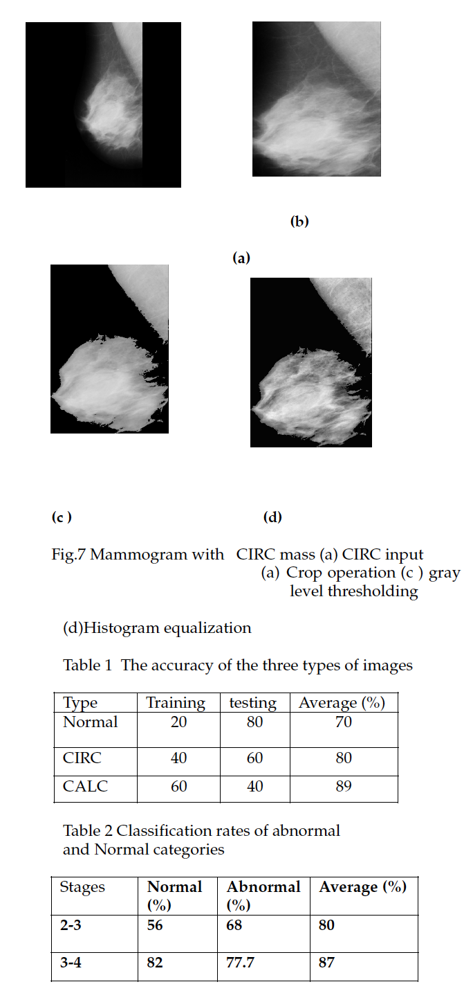 (b)
(a)
(c )
(d)
Fig.7 Mammogram with CIRC mass (a) CIRC input
(a) Crop operation (c ) gray
level thresholding
(d)Histogram equalization
Table 1 The accuracy of the three types of images
Type Training testing Average (%)
Normal 20 80 70
CIRC 40 60 80
CALC 60 40 89
Table 2 Classification rates of abnormal
and Normal categories
Stages Normal (%) Abnormal (%) Average (%)
2-3 56 68 80
3-4 82 77.7 87